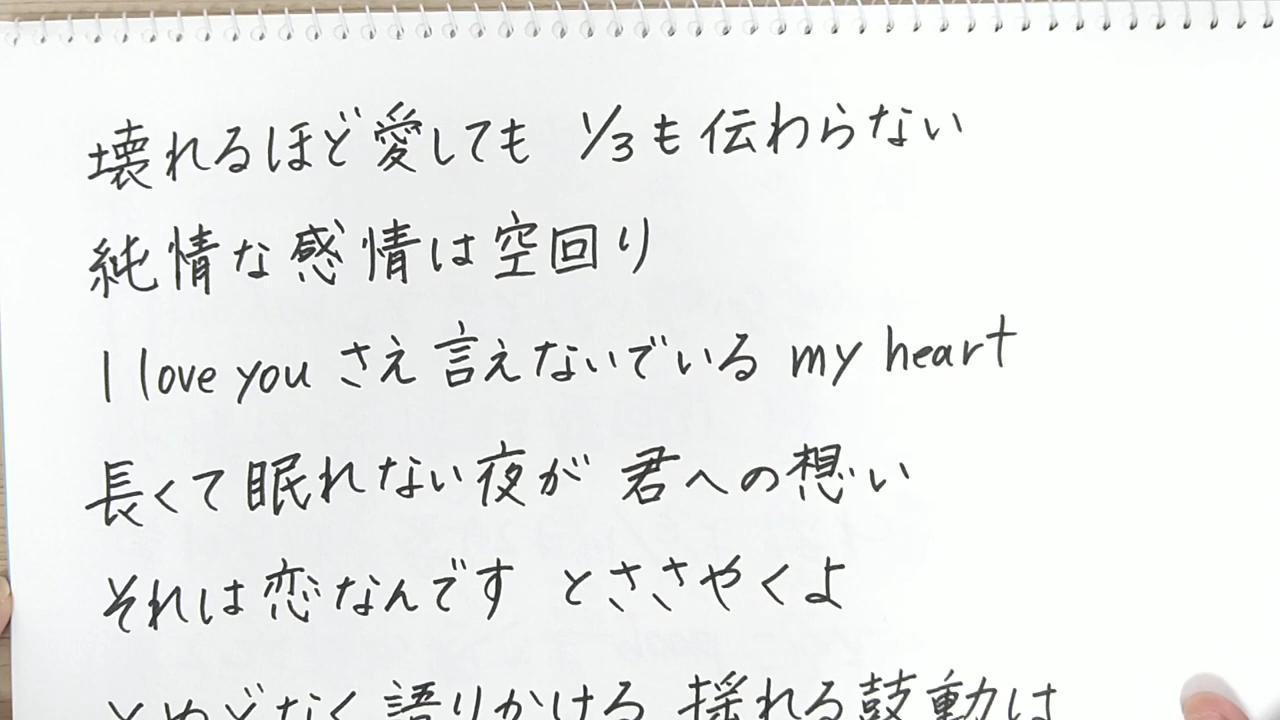 壊れるほど愛しても 1/3も伝わらない
純情な感情は空回り
I love you さえ言えないでいる my heart
長くて眠れない夜が 君への想い
それは恋なんです とささやくよ
とめどなく語りかける 揺れる鼓動は